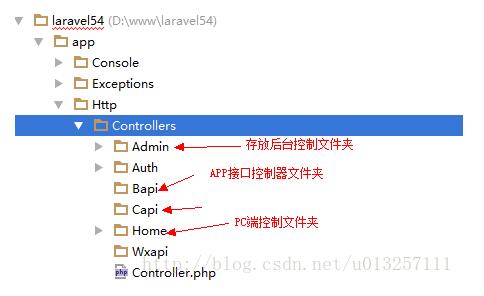 laravel54 (D:\www\laravel54)
app
Console
Exceptions
Http
Controllers
Admin 存放后台控制文件夹
Auth
Bapi APP接口控制器文件夹
Capi
Home PC端控制文件夹
Wxapi
http://blog.csdn.net/u013257111
php Controller.php